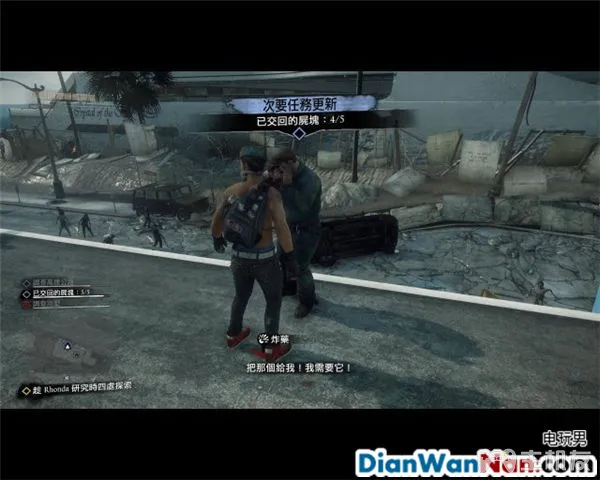 次要任務更新
已交回的屍塊：4/5
已交回的屍塊：5/5
炸藥
把那個給我！我需要它！
趁 Rhonda 研究時四處探索
电玩男
DianWanNan.com